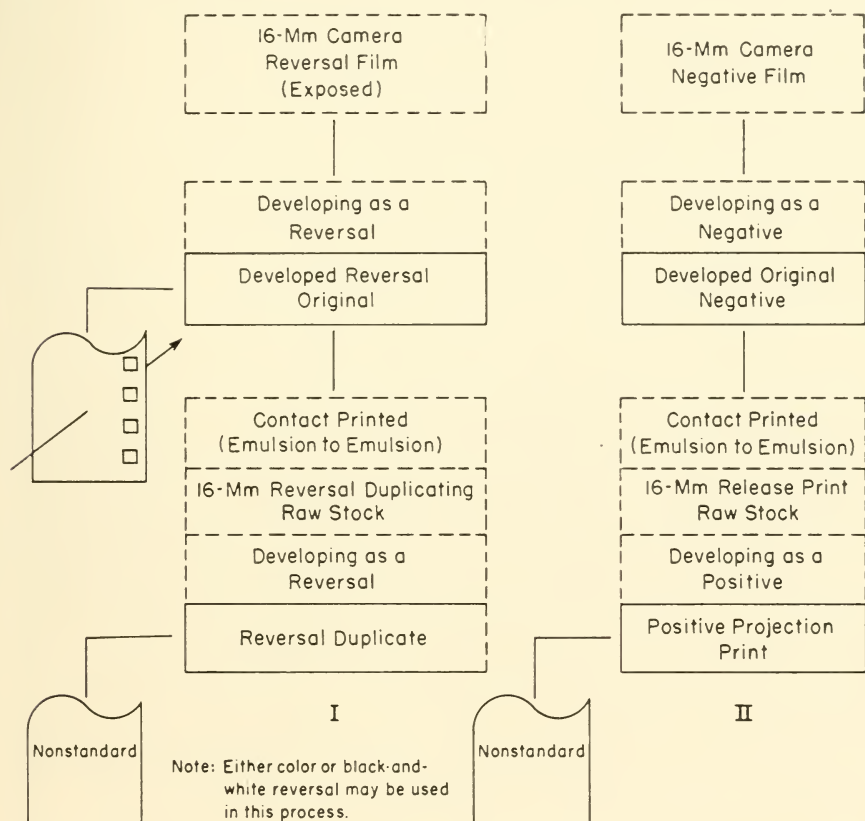 16-Mm Camera
Reversal Film
(Exposed)
Developing as a
Reversal
Developed Reversal
Original
Contact Printed
(Emulsion to Emulsion)
16-Mm Reversal Duplicating
Raw Stock
Developing as a
Reversal
Reversal Duplicate
I
Nonstandard
Note: Either color or black-and-
white reversal may be used
in this process.
16-Mm Camera
Negative Film
Developing as a
Negative
Developed Original
Negative
Contact Printed
(Emulsion to Emulsion)
16-Mm Release Print
Raw Stock
Developing as a
Positive
Positive Projection
Print
II
Nonstandard